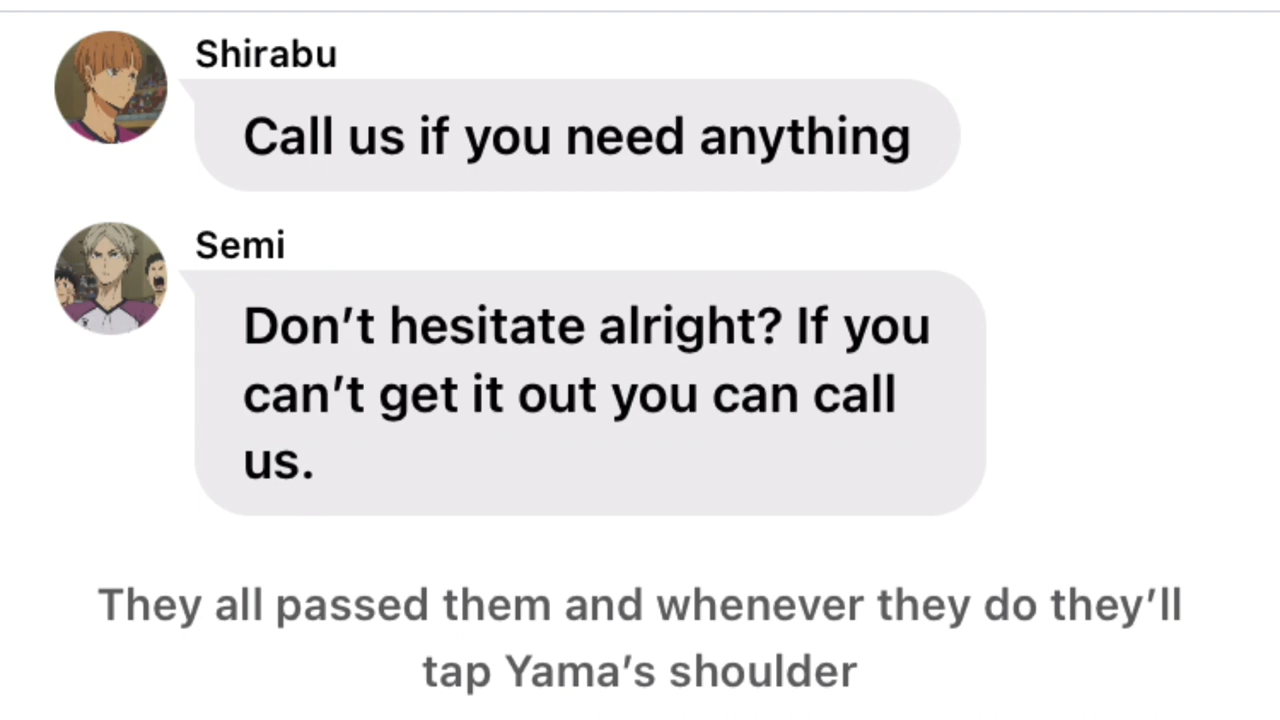 Shirabu
Call us if you need anything
Semi
Don’t hesitate alright? If you
can’t get it out you can call
us.
They all passed them and whenever they do they’ll
tap Yama’s shoulder